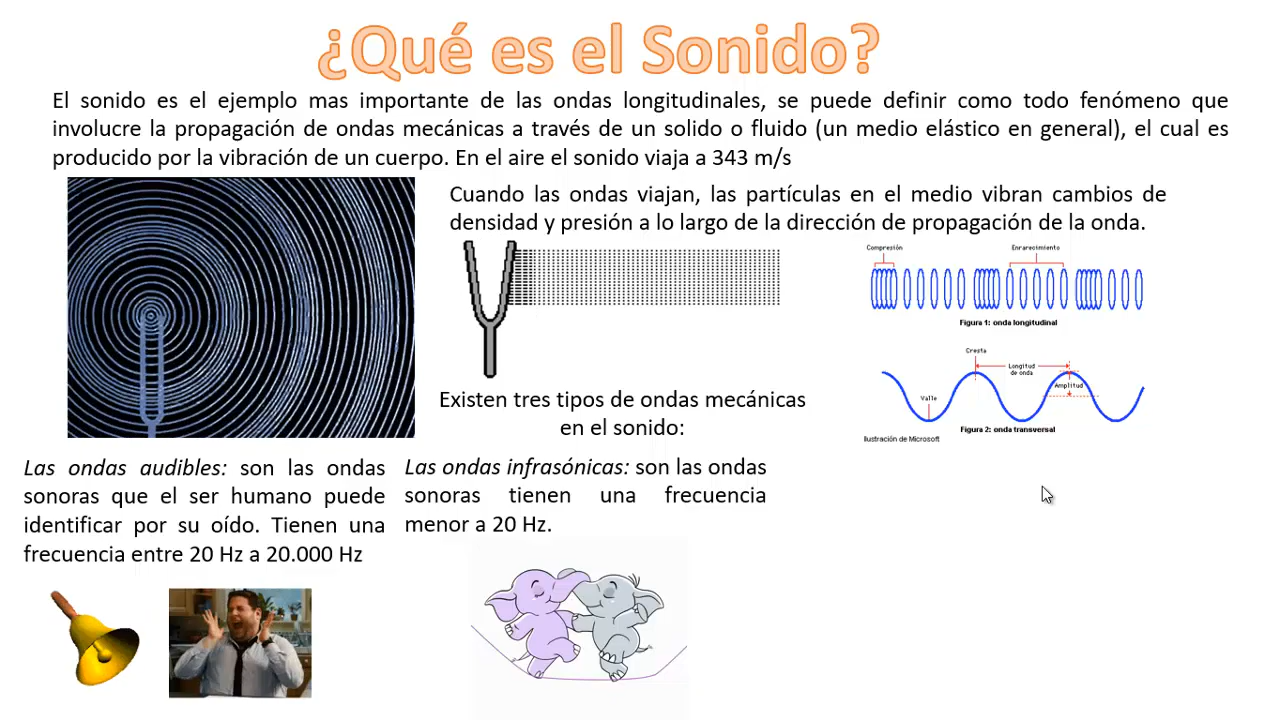 ¿Qué es el Sonido?
El sonido es el ejemplo mas importante de las ondas longitudinales, se puede definir como todo fenómeno que
involucre la propagación de ondas mecánicas a través de un solido o fluido (un medio elástico en general), el cual es
producido por la vibración de un cuerpo. En el aire el sonido viaja a 343 m/s
Cuando las ondas viajan, las partículas en el medio vibran cambios de
densidad y presión a lo largo de la dirección de propagación de la onda.
Compresión
Enrarecimiento
Figura 1: onda longitudinal
Cresta
Longitud
de onda
Amplitud
Valle
Figura 2: onda transversal
Ilustración de Microsoft
Existen tres tipos de ondas mecánicas
en el sonido:
Las ondas audibles: son las ondas
sonoras que el ser humano puede
identificar por su oído. Tienen una
frecuencia entre 20 Hz a 20.000 Hz
Las ondas infrasónicas: son las ondas
sonoras tienen una frecuencia
menor a 20 Hz.